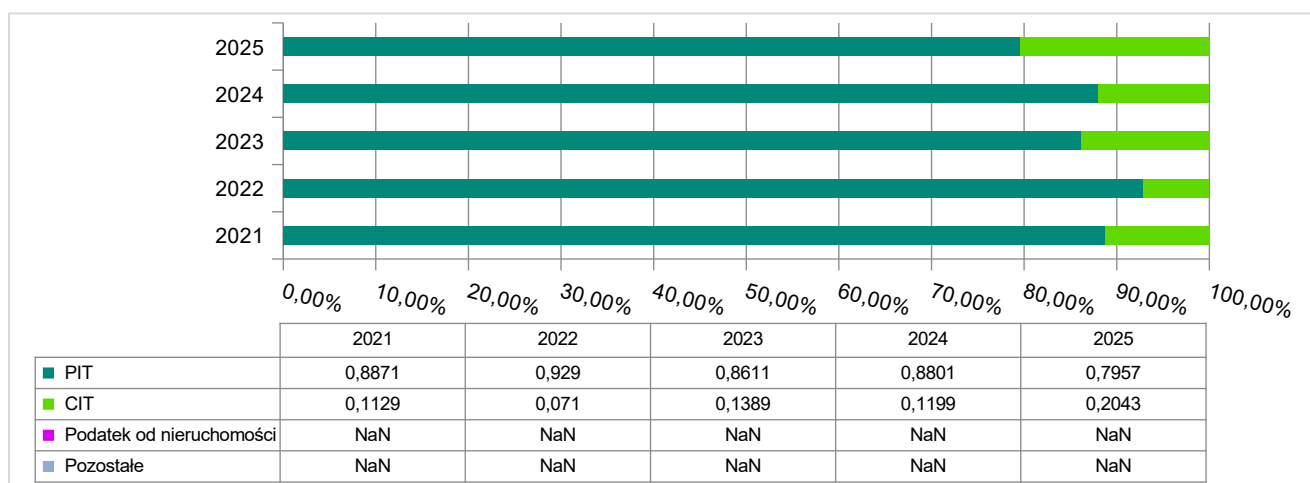 2025
2024
2023
2022
2021
0,00% 10,00% 20,00% 30,00% 40,00% 50,00% 60,00% 70,00% 80,00% 90,00% 100,00%
2021 2022 2023 2024 2025
PIT 0,8871 0,929 0,8611 0,8801 0,7957
CIT 0,1129 0,071 0,1389 0,1199 0,2043
Podatek od nieruchomości NaN NaN NaN NaN NaN
Pozostałe NaN NaN NaN NaN NaN